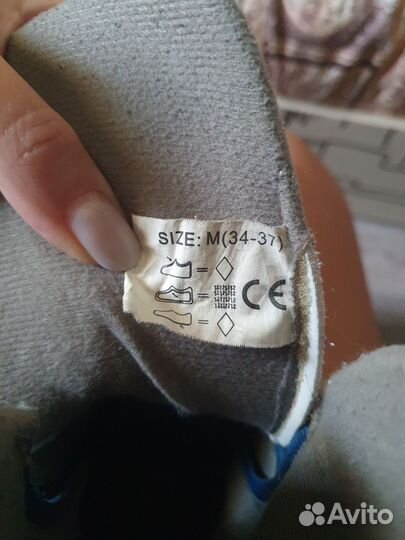 SIZE: M(34-37)
=
=
CE
=
Avito